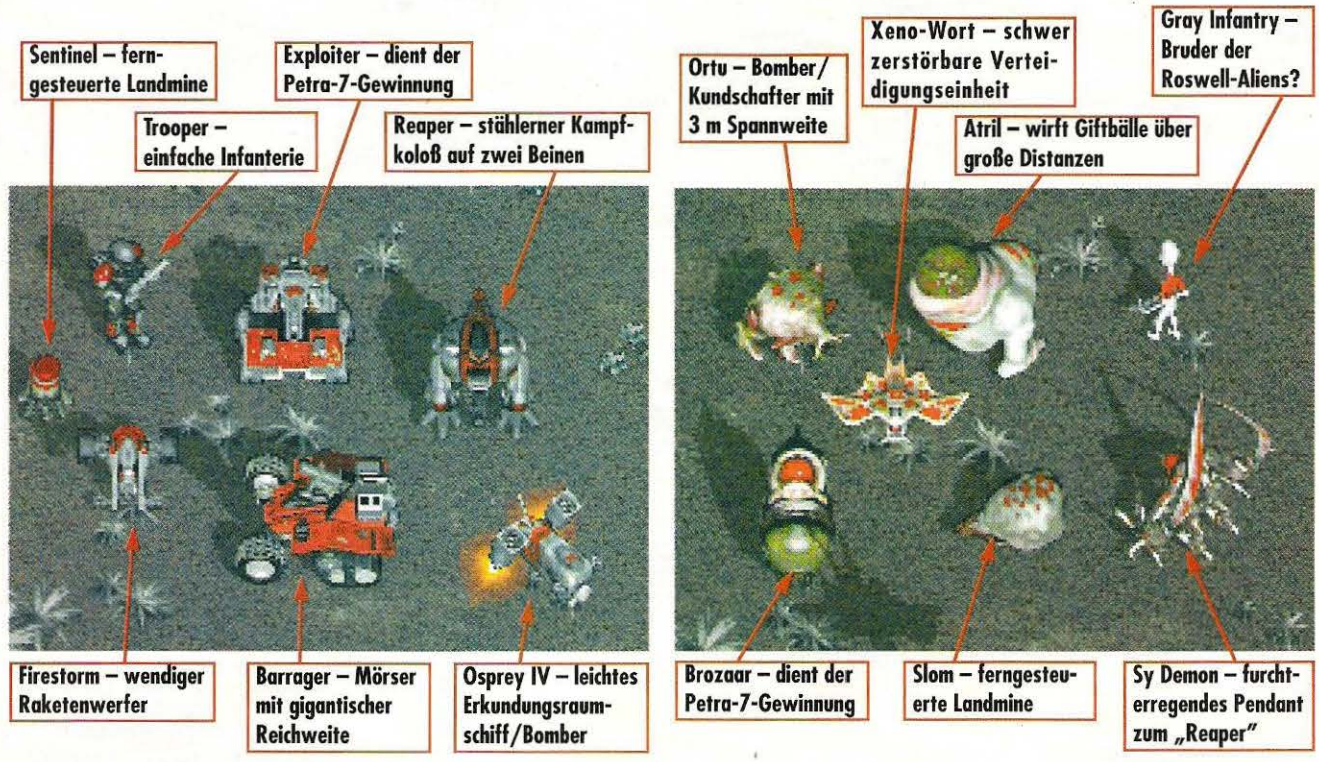 Sentinel – fern-
gesteuerte Landmine
Trooper –
einfache Infanterie
Exploiter – dient der
Petra-7-Gewinnung
Reaper – stählerner Kampf-
koloß auf zwei Beinen
Firestorm – wendiger
Raketenwerfer
Barrager – Mörser
mit gigantischer
Reichweite
Osprey IV – leichtes
Erkundungsraum-
schiff/Bomber
Ortu – Bomber/
Kundschafter mit
3 m Spannweite
Xeno-Wort – schwer
zerstörbare Vertei-
digungseinheit
Atril – wirft Giftbälle über
große Distanzen
Gray Infantry –
Bruder der
Roswell-Aliens?
Brozaar – dient der
Petra-7-Gewinnung
Slom – ferngesteu-
erte Landmine
Sy Demon – furcht-
erregendes Pendant
zum „Reaper"